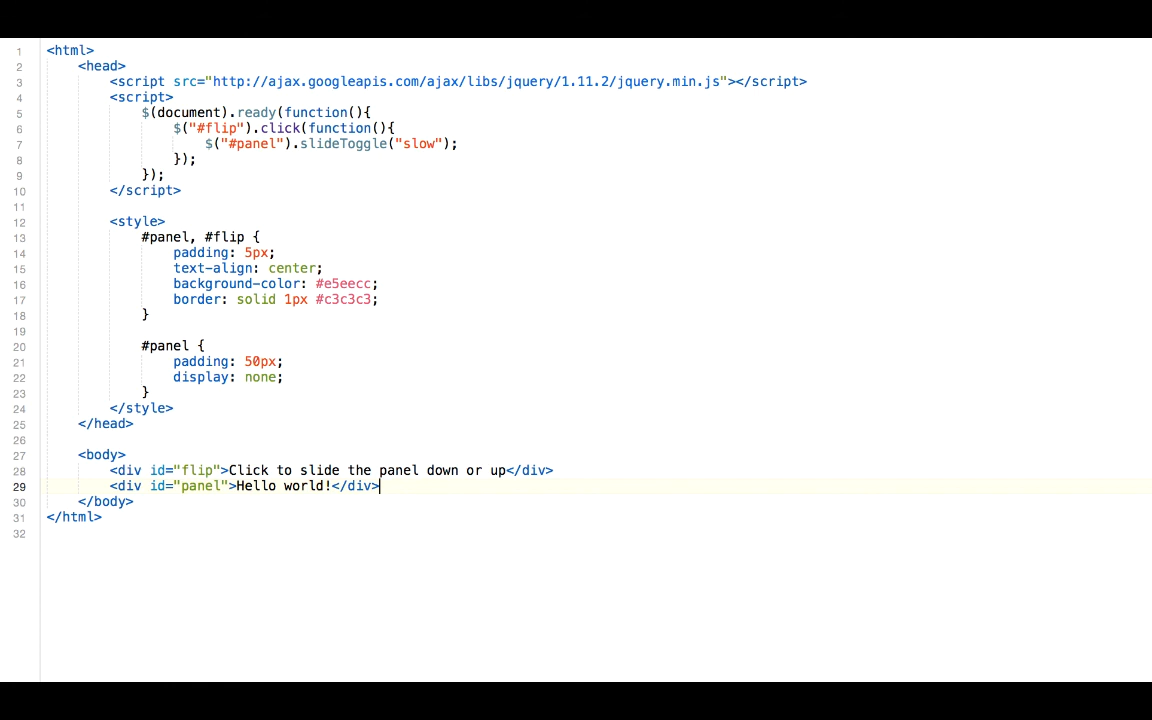 1 <html>
2     <head>
3         <script src="http://ajax.googleapis.com/ajax/libs/jquery/1.11.2/jquery.min.js"></script>
4         <script>
5             $(document).ready(function(){
6                 $("#flip").click(function(){
7                     $("#panel").slideToggle("slow");
8                 });
9             });
10         </script>
11
12         <style>
13             #panel, #flip {
14                 padding: 5px;
15                 text-align: center;
16                 background-color: #e5eecc;
17                 border: solid 1px #c3c3c3;
18             }
19
20             #panel {
21                 padding: 50px;
22                 display: none;
23             }
24         </style>
25     </head>
26
27     <body>
28         <div id="flip">Click to slide the panel down or up</div>
29         <div id="panel">Hello world!</div>
30     </body>
31 </html>
32